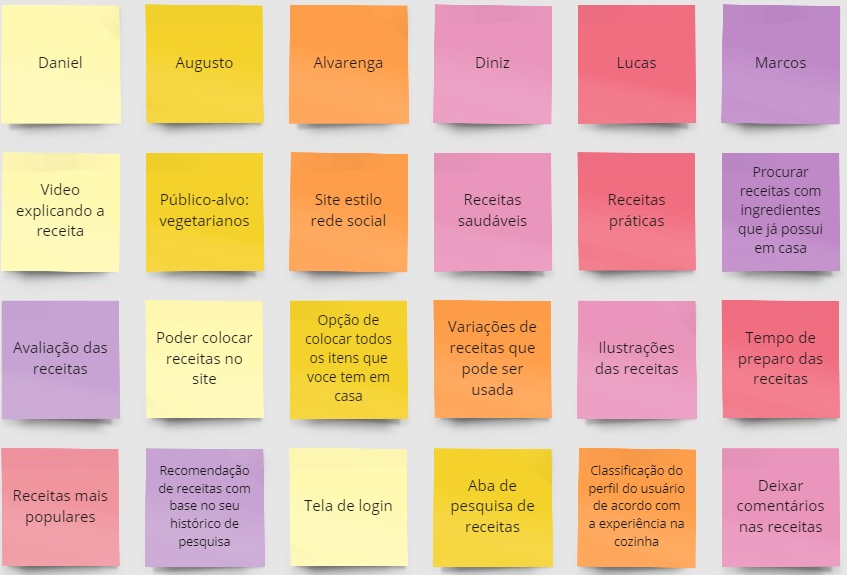 Daniel
Augusto
Alvarenga
Diniz
Lucas
Marcos
Video
explicando a
receita
Público-alvo:
vegetarianos
Site estilo
rede social
Receitas
saudáveis
Receitas
práticas
Procurar
receitas com
ingredientes
que já possui
em casa
Avaliação das
receitas
Poder colocar
receitas no
site
Opção de
colocar todos
os itens que
voce tem em
casa
Variações de
receitas que
pode ser
usada
Ilustrações
das receitas
Tempo de
preparo das
receitas
Receitas mais
populares
Recomendação
de receitas com
base no seu
histórico de
pesquisa
Tela de login
Aba de
pesquisa de
receitas
Classificação do
perfil do usuário
de acordo com
a experiência na
cozinha
Deixar
comentários
nas receitas